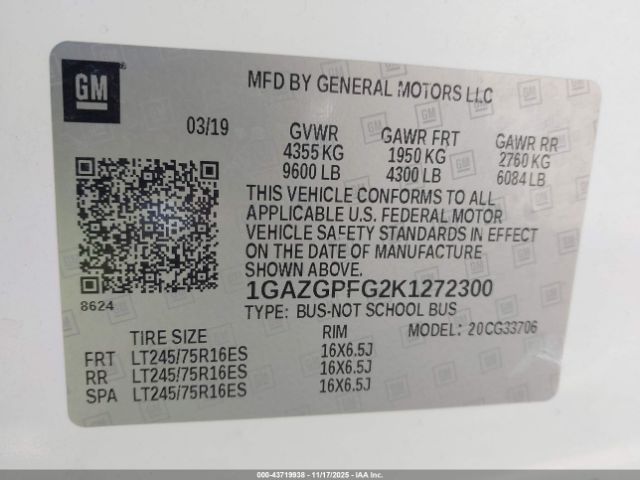 GM
MFD BY GENERAL MOTORS LLC
03/19 GVWR GAWR FRT GAWR RR
4355 KG 1950 KG 2760 KG
9600 LB 4300 LB 6084 LB
THIS VEHICLE CONFORMS TO ALL
APPLICABLE U.S. FEDERAL MOTOR
VEHICLE SAFETY STANDARDS IN EFFECT
ON THE DATE OF MANUFACTURE
SHOWN ABOVE.
8624
1GAZGPFG2K1272300
TYPE: BUS-NOT SCHOOL BUS
MODEL: 20CG33706
TIRE SIZE RIM
FRT LT245/75R16ES 16X6.5J
RR LT245/75R16ES 16X6.5J
SPA LT245/75R16ES 16X6.5J
000-43719938 - 11/17/2025 - IAAI.COM